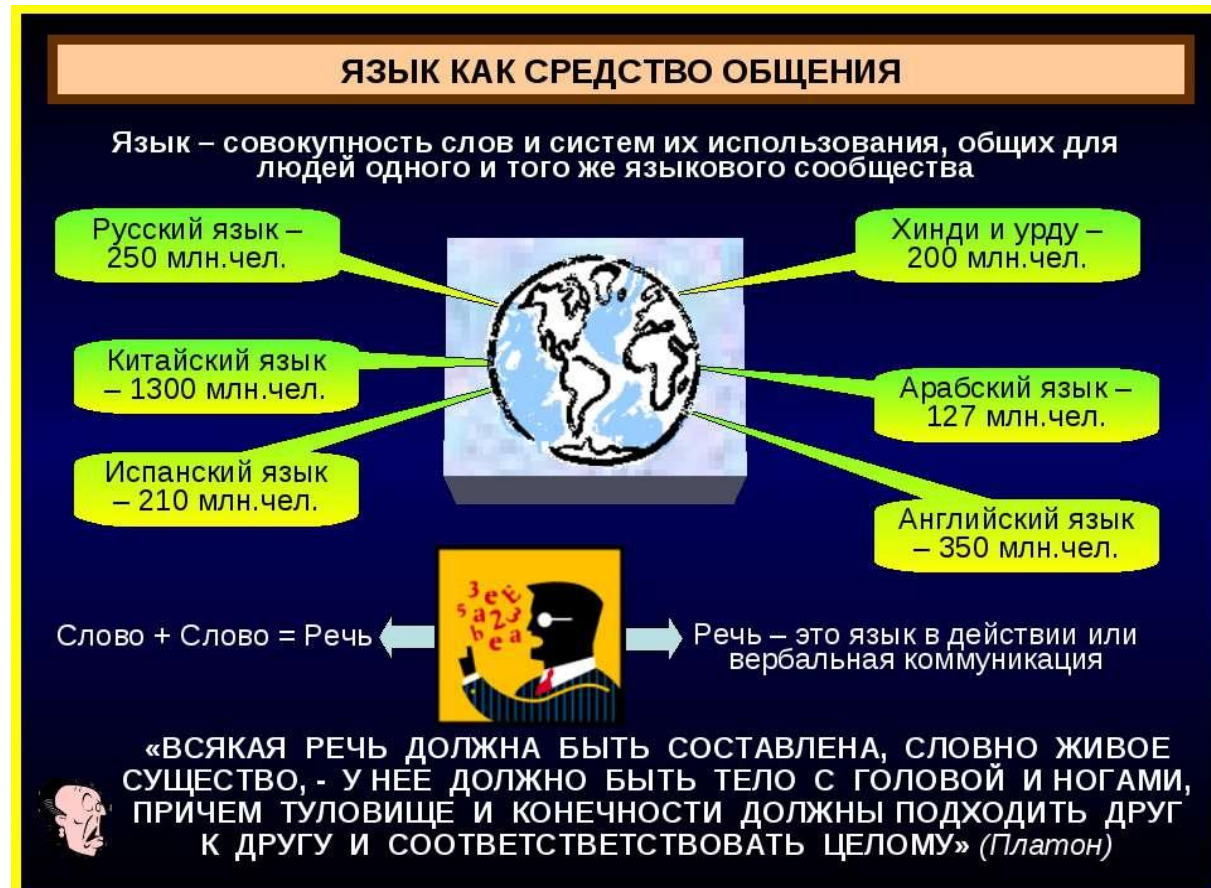 ЯЗЫК КАК СРЕДСТВО ОБЩЕНИЯ
Язык – совокупность слов и систем их использования, общих для
людей одного и того же языкового сообщества
Русский язык –
250 млн.чел.
Хинди и урду –
200 млн.чел.
Китайский язык
– 1300 млн.чел.
Арабский язык –
127 млн.чел.
Испанский язык
– 210 млн.чел.
Английский язык
– 350 млн.чел.
Слово + Слово = Речь
Речь – это язык в действии или
вербальная коммуникация
«ВСЯКАЯ РЕЧЬ ДОЛЖНА БЫТЬ СОСТАВЛЕНА, СЛОВНО ЖИВОЕ
СУЩЕСТВО, - У НЕЕ ДОЛЖНО БЫТЬ ТЕЛО С ГОЛОВОЙ И НОГАМИ,
ПРИЧЕМ ТУЛОВИЩЕ И КОНЕЧНОСТИ ДОЛЖНЫ ПОДХОДИТЬ ДРУГ
К ДРУГУ И СООТВЕТСТВЕТСТВОВАТЬ ЦЕЛОМУ» (Платон)